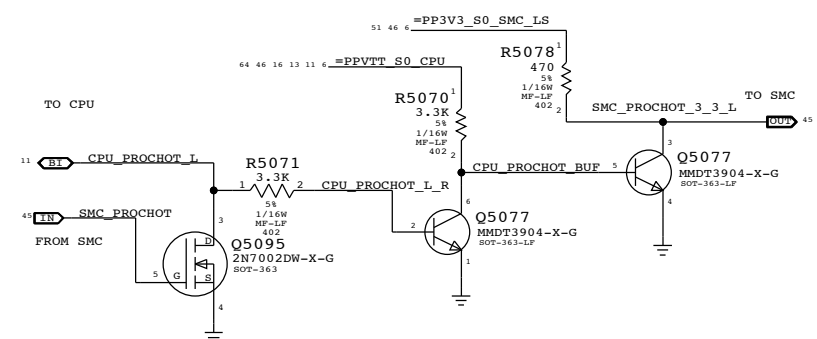 51 46 6 =PP3V3_S0_SMC_LS
64 46 16 13 11 6 =PPVTT_S0_CPU
R5078 1
470
5%
1/16W
MF-LF
402 2
R5070 1
3.3K
5%
1/16W
MF-LF
402 2
TO CPU
TO SMC
SMC_PROCHOT_3_3_L
OUT 45
11 BI CPU_PROCHOT_L
R5071
1 3.3K 2
5%
1/16W
MF-LF
402
CPU_PROCHOT_L_R
CPU_PROCHOT_BUF 5
3
Q5077
MMDT3904-X-G
SOT-363-LF
4
45 IN SMC_PROCHOT
FROM SMC
3
D
Q5095
2N7002DW-X-G
SOT-363
5 G S
4
2
6
Q5077
MMDT3904-X-G
SOT-363-LF
1